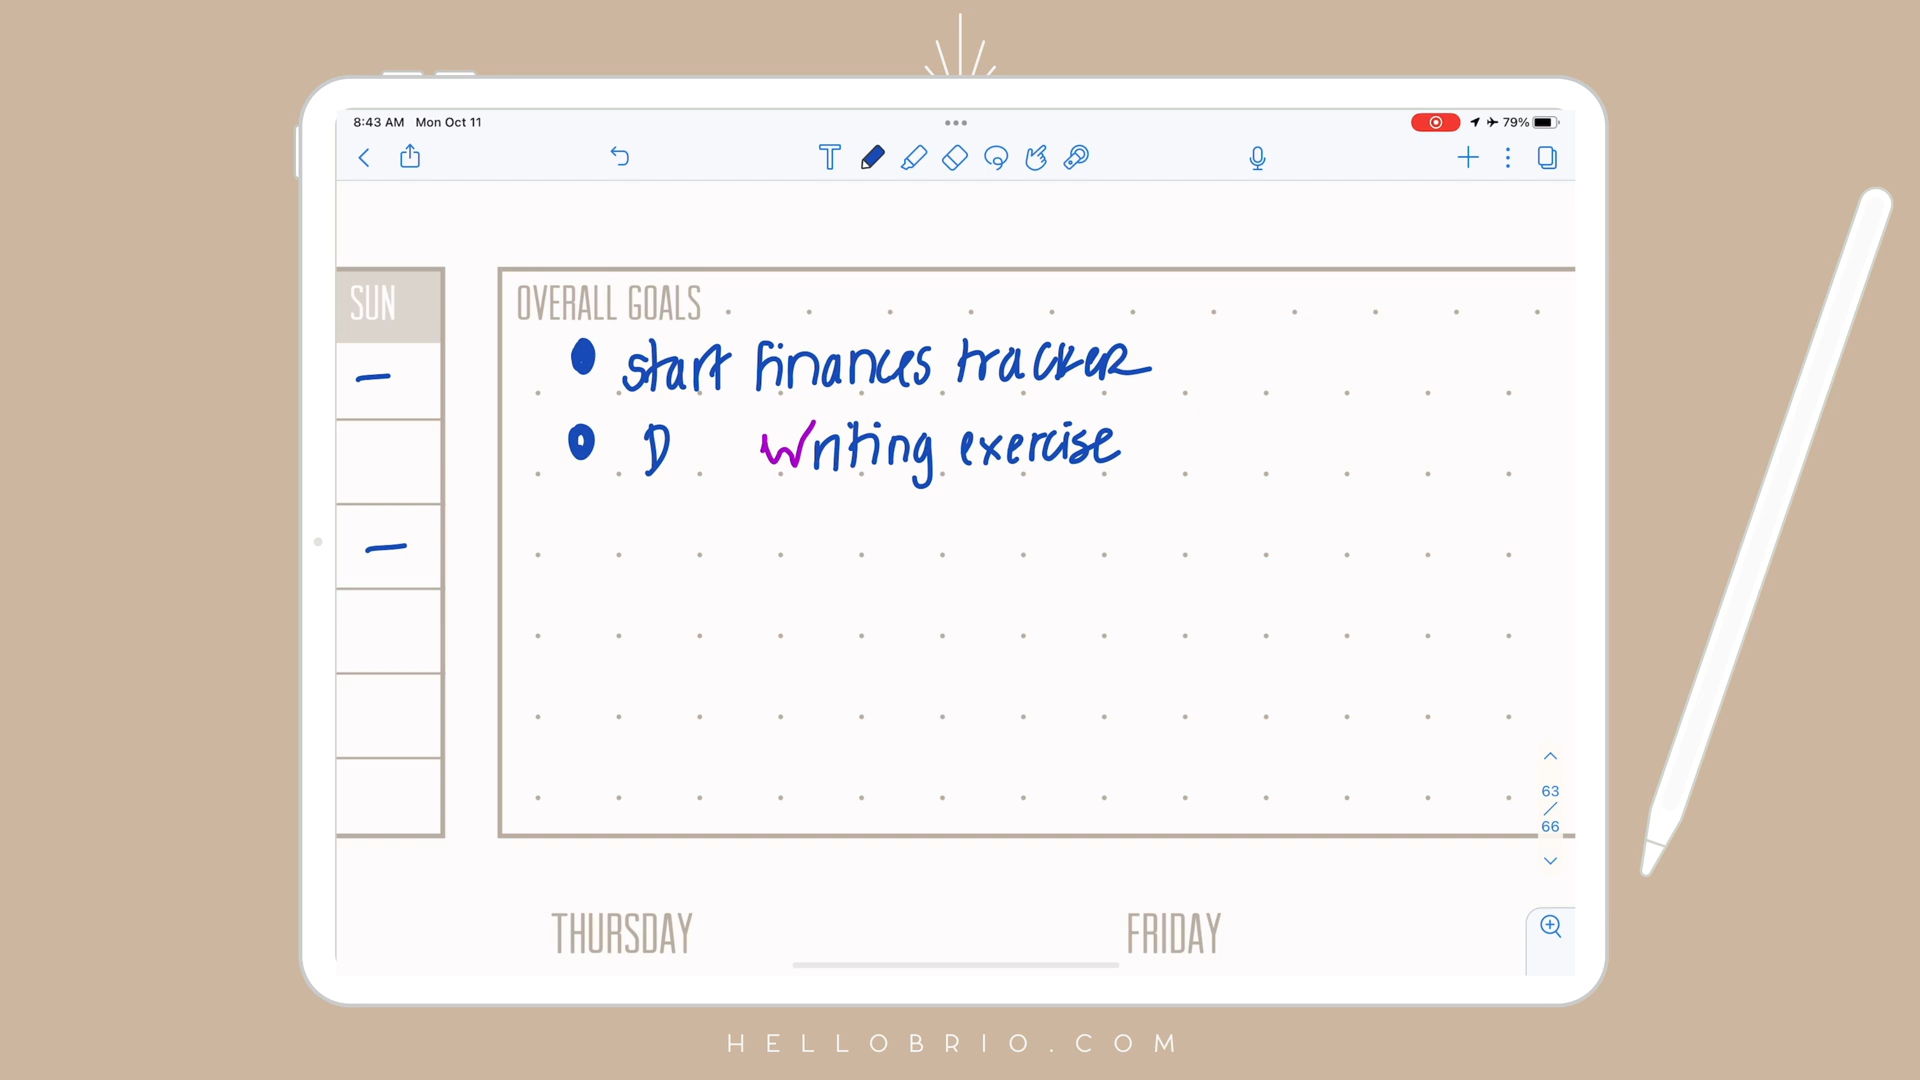 8:43 AM Mon Oct 11
79%
SUN
OVERALL GOALS
start finances tracker
D Writing exercise
63
66
THURSDAY
FRIDAY
HELLOBRIO.COM